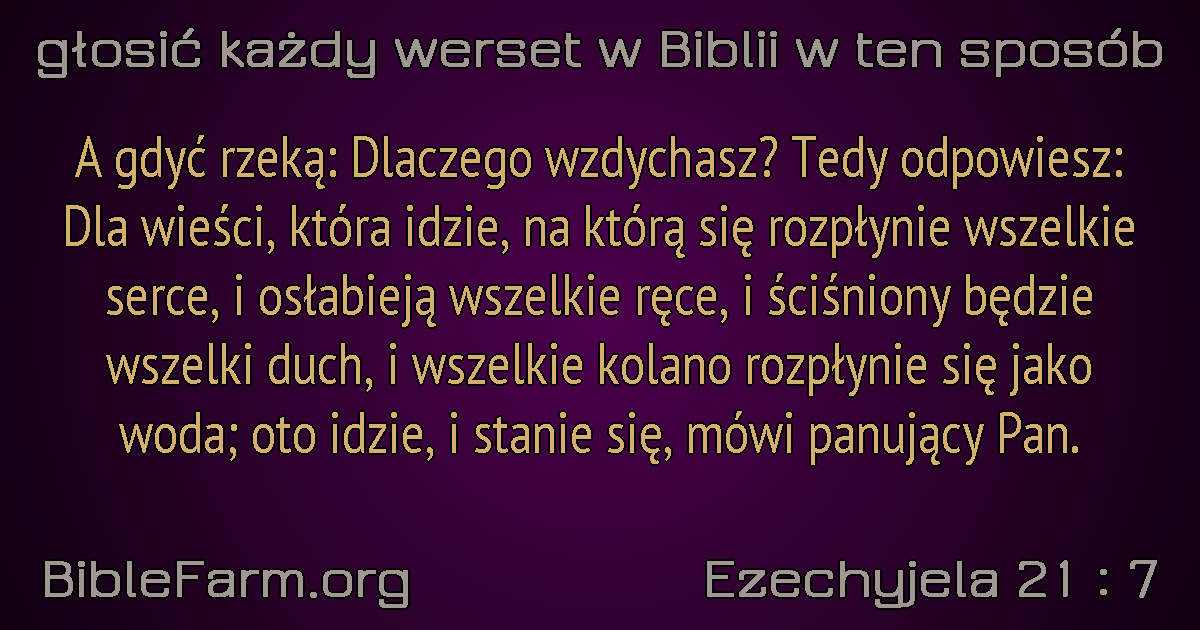 głosić każdy werset w Biblii w ten sposób
A gdyć rzeką: Dlaczego wzdychasz? Tedy odpowiesz:
Dla wieści, która idzie, na którą się rozpłynie wszelkie
serce, i osłabieją wszelkie ręce, i ściśniony będzie
wszelki duch, i wszelkie kolano rozpłynie się jako
woda; oto idzie, i stanie się, mówi panujący Pan.
BibleFarm.org
Ezechyjela 21 : 7